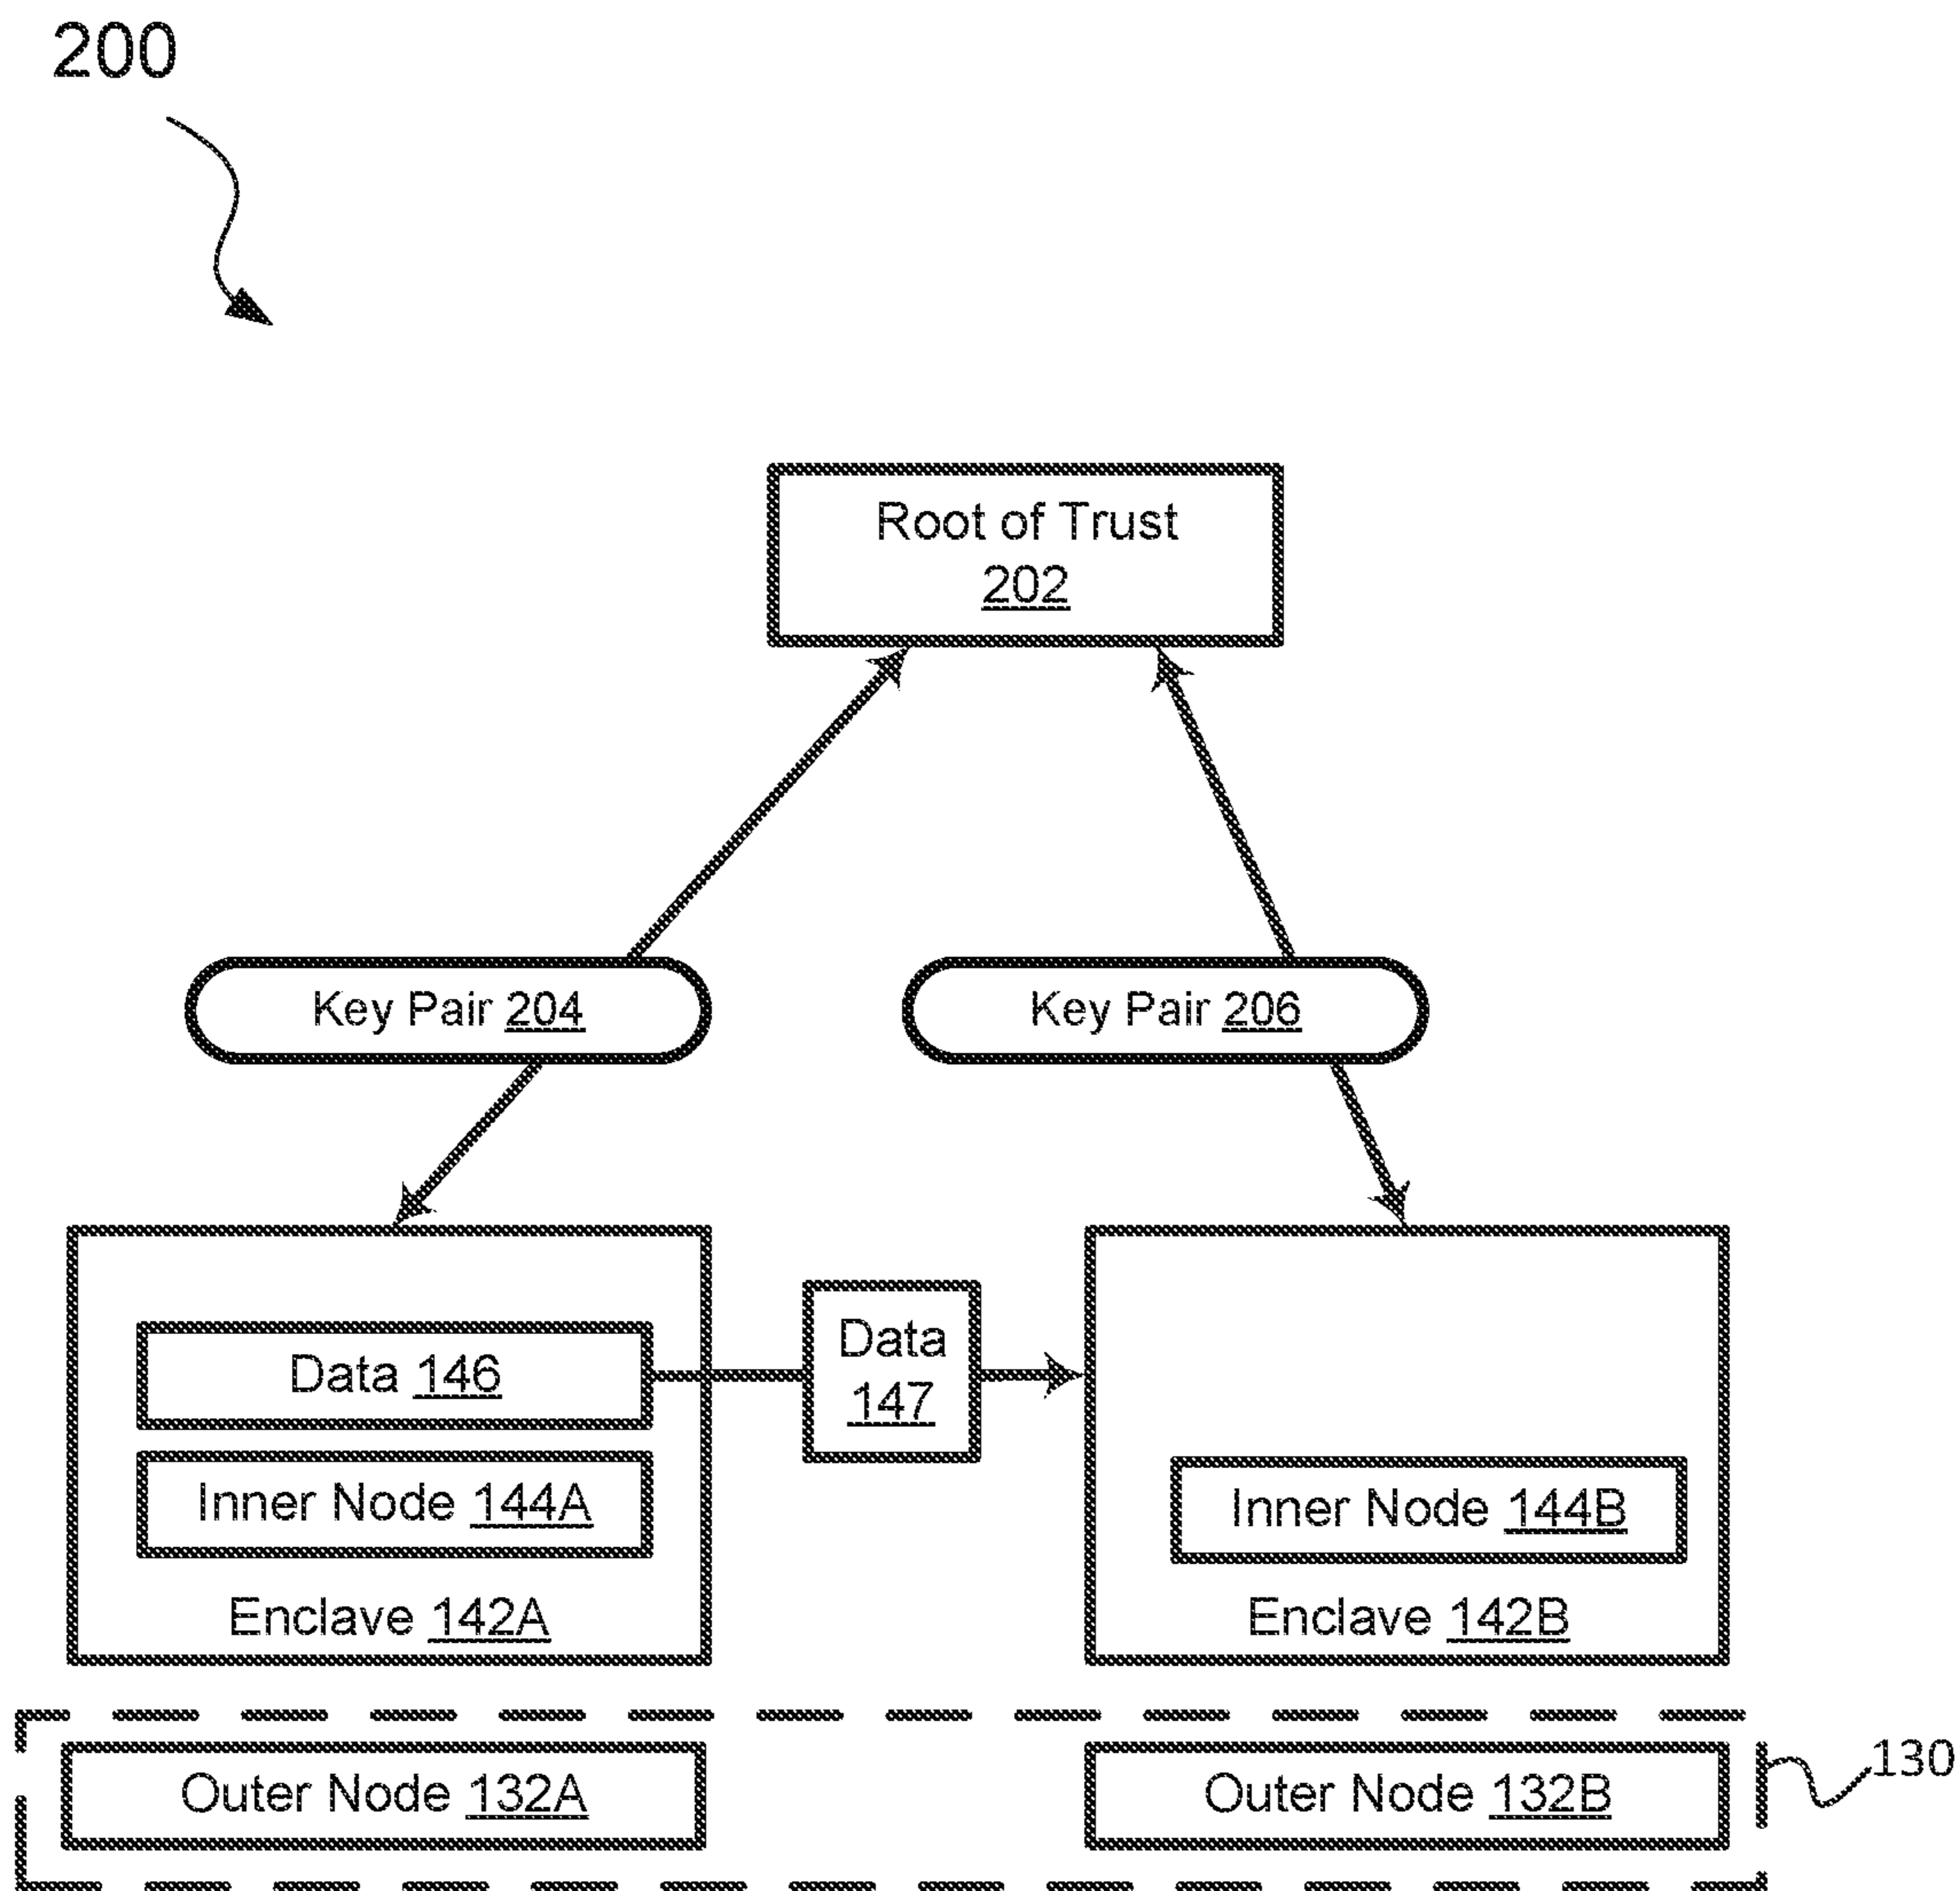 200
Root of Trust
202
Key Pair 204
Key Pair 206
Data 146
Data
147
Inner Node 144A
Inner Node 144B
Enclave 142A
Enclave 142B
Outer Node 132A
Outer Node 132B
130